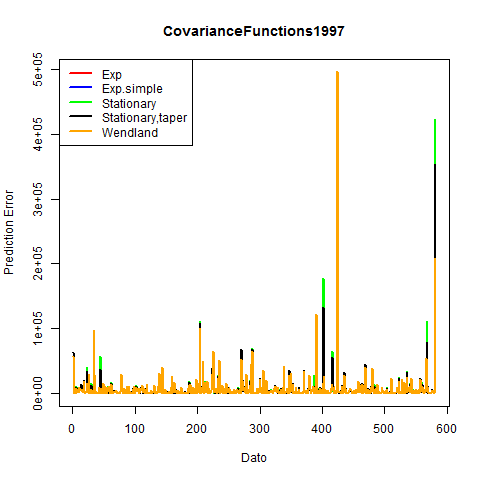 CovarianceFunctions1997
Exp
Exp.simple
Stationary
Stationary,taper
Wendland
Prediction Error
0e+00
1e+05
2e+05
3e+05
4e+05
5e+05
0 100 200 300 400 500 600
Dato